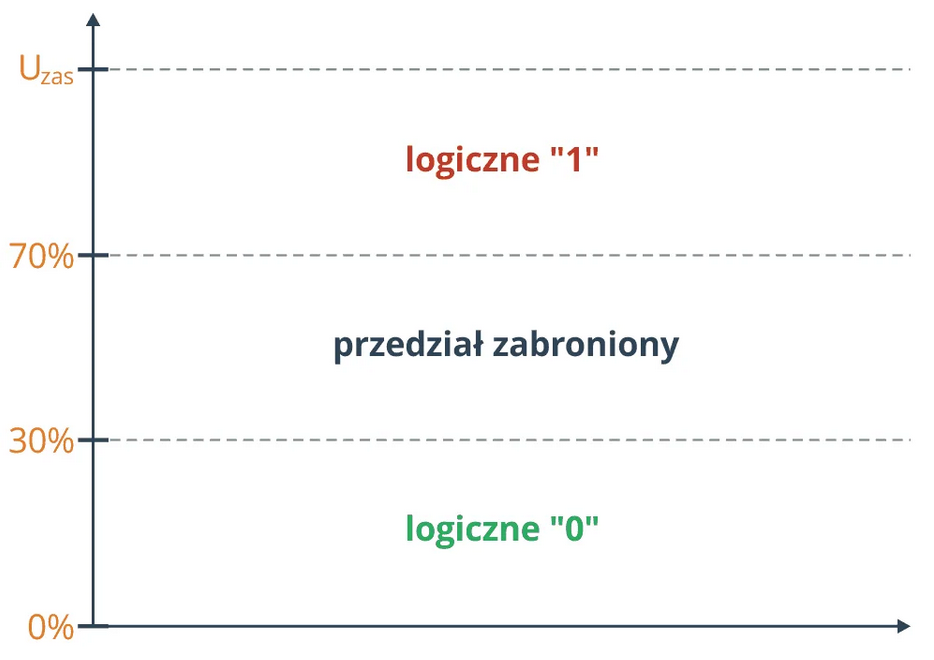 Uzas
logiczne "1"
70%
przedział zabroniony
30%
logiczne "0"
0%